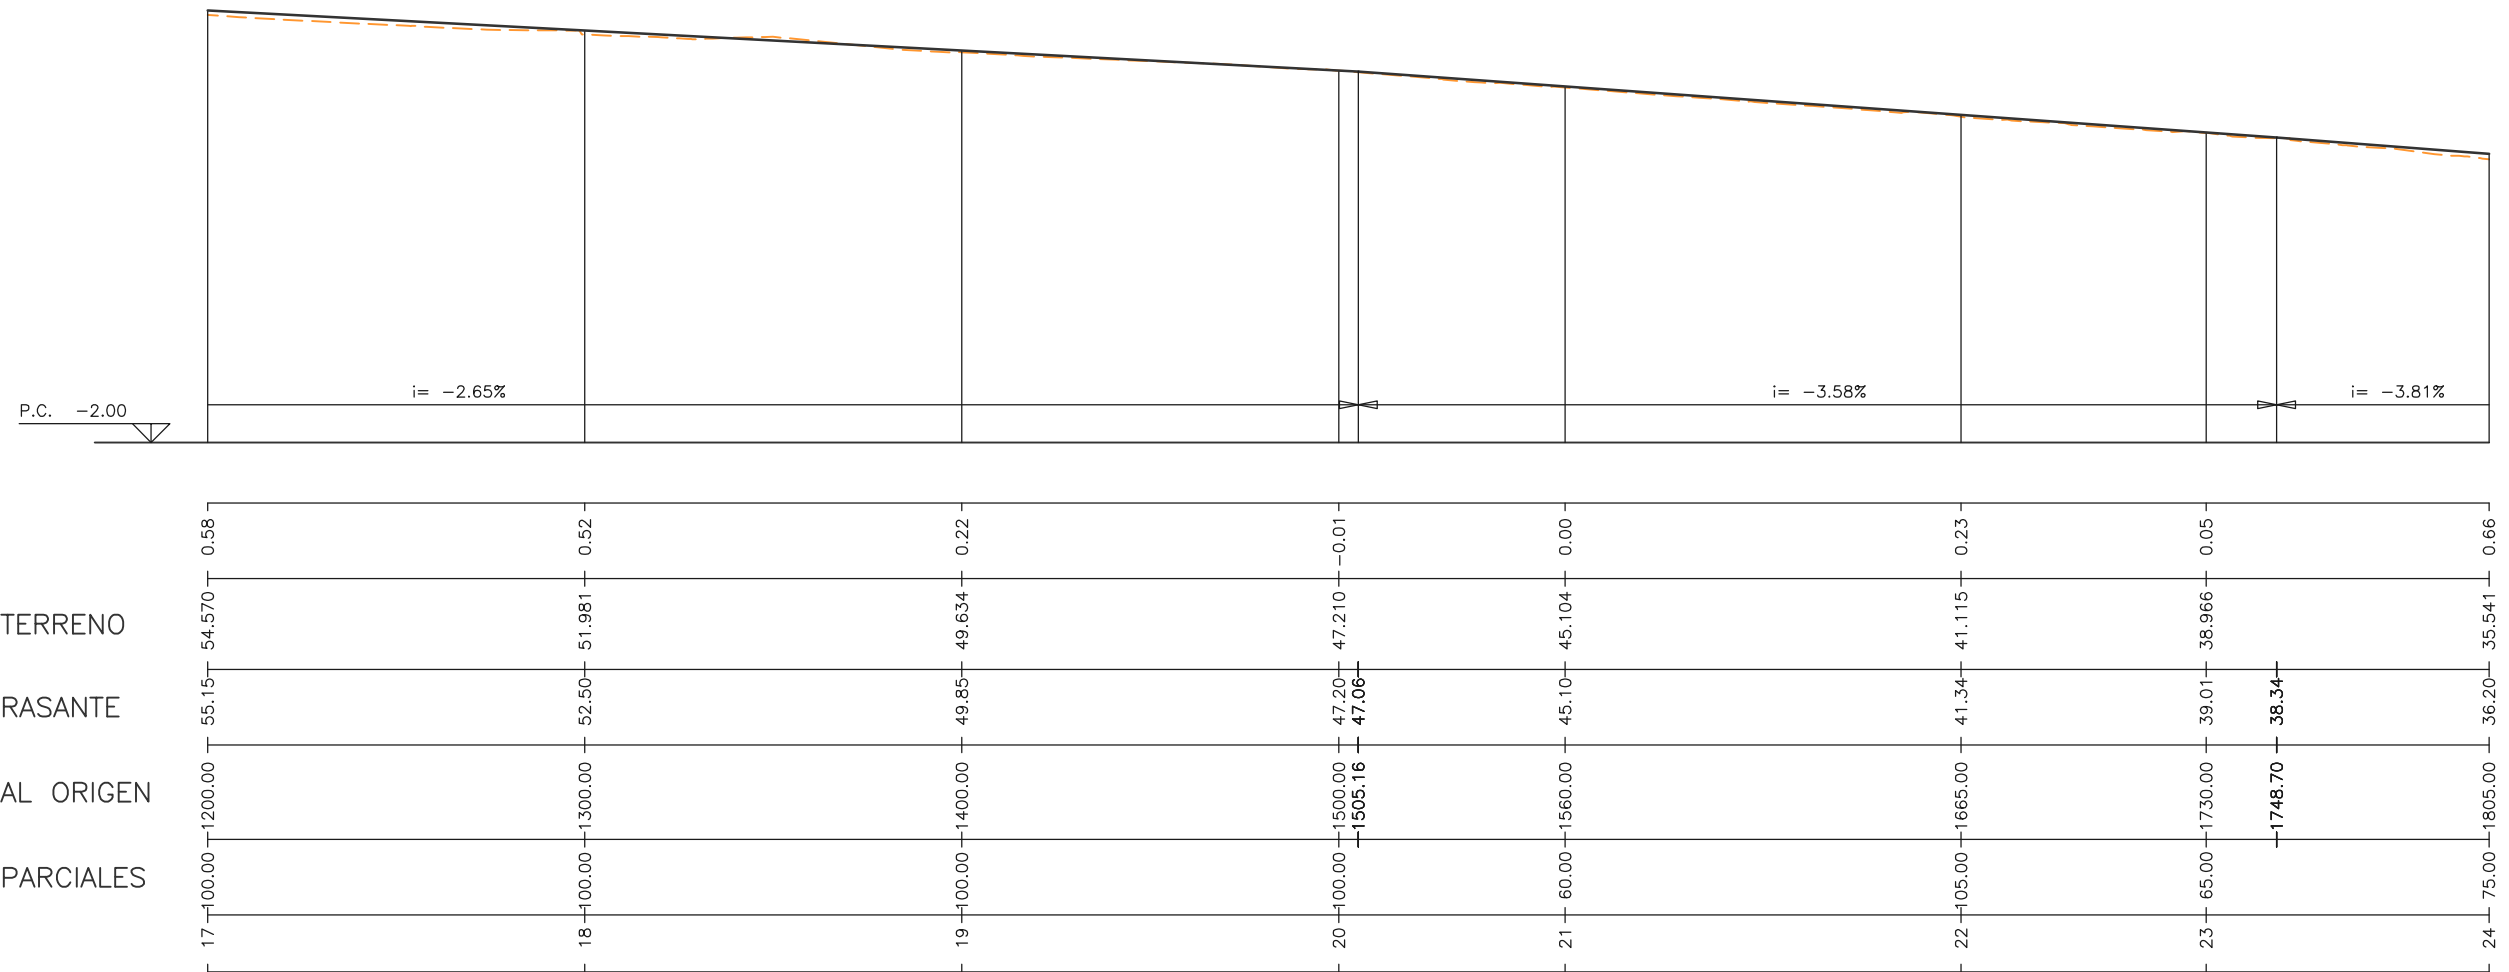 i= -2.65%
i= -3.58%
i= -3.81%
P.C. -2.00
0.58 0.52 0.22 -0.01 0.00 0.23 0.05 0.66
TERRENO 54.570 51.981 49.634 47.210 45.104 41.115 38.966 35.541
RASANTE 55.15 52.50 49.85 47.20 47.06 45.10 41.34 39.01 38.34 36.20
AL ORIGEN 1200.00 1300.00 1400.00 1500.00 1505.16 1560.00 1665.00 1730.00 1748.70 1805.00
PARCIALES 100.00 100.00 100.00 100.00 60.00 105.00 65.00 75.00
17 18 19 20 21 22 23 24